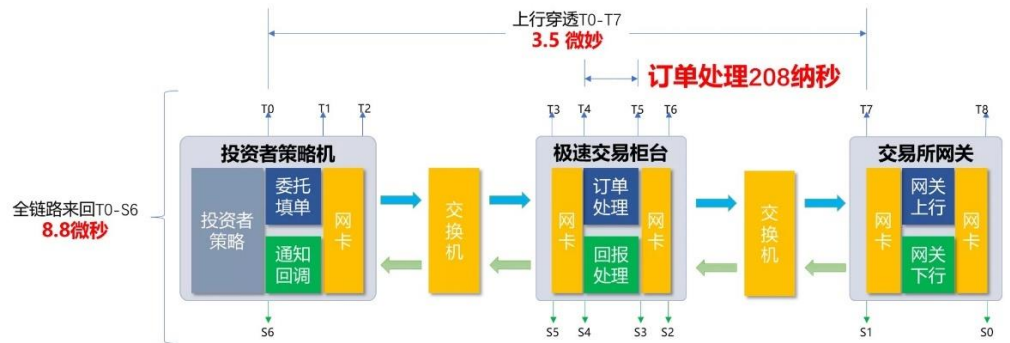 上行穿透T0-T7
3.5 微妙
订单处理208纳秒
T0
T1
T2
T3
T4
T5
T6
T7
T8
投资者策略机
极速交易柜台
交易所网关
全链路来回T0-S6
8.8微秒
投资者
策略
委托
填单
通知
回调
网卡
交换机
网卡
订单
处理
回报
处理
网卡
交换机
网卡
网关
上行
网关
下行
网卡
S6
S5
S4
S3
S2
S1
S0